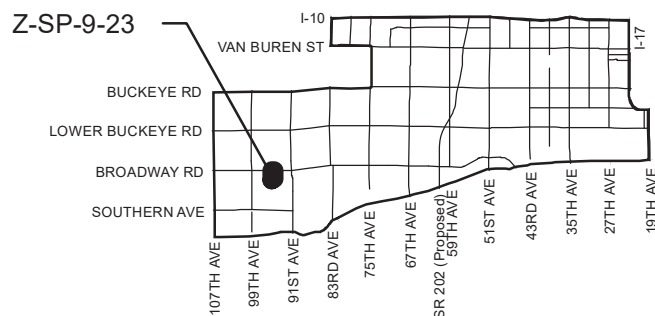 Z-SP-9-23
I-10
I-17
VAN BUREN ST
BUCKEYE RD
LOWER BUCKEYE RD
BROADWAY RD
SOUTHERN AVE
107TH AVE
99TH AVE
91ST AVE
83RD AVE
75TH AVE
67TH AVE
SR 202 (Proposed)
59TH AVE
51ST AVE
43RD AVE
35TH AVE
27TH AVE
19TH AVE